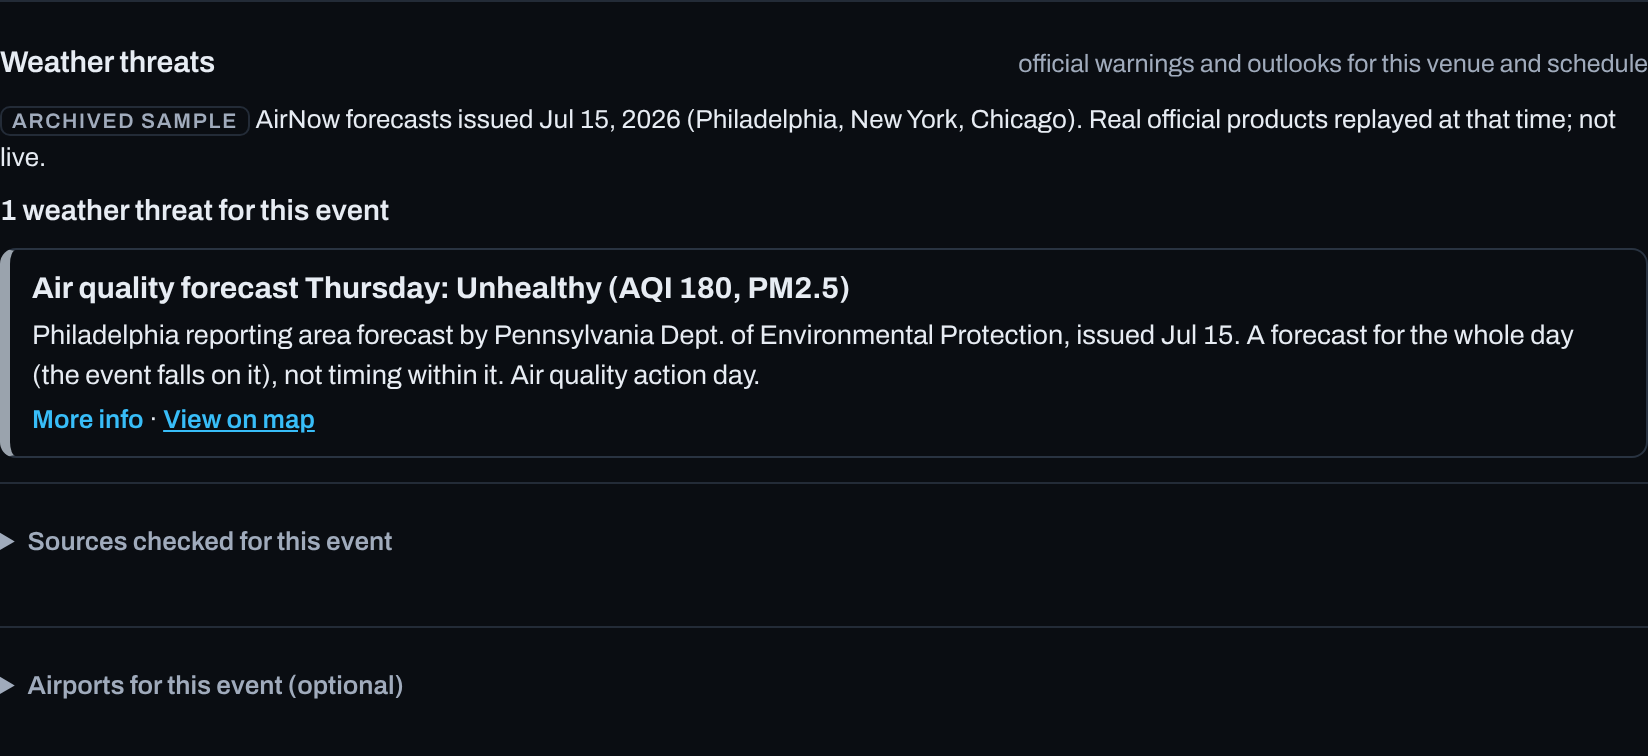 Weather threats
official warnings and outlooks for this venue and schedule
ARCHIVED SAMPLE AirNow forecasts issued Jul 15, 2026 (Philadelphia, New York, Chicago). Real official products replayed at that time; not
live.
1 weather threat for this event
Air quality forecast Thursday: Unhealthy (AQI 180, PM2.5)
Philadelphia reporting area forecast by Pennsylvania Dept. of Environmental Protection, issued Jul 15. A forecast for the whole day
(the event falls on it), not timing within it. Air quality action day.
More info · View on map
Sources checked for this event
Airports for this event (optional)